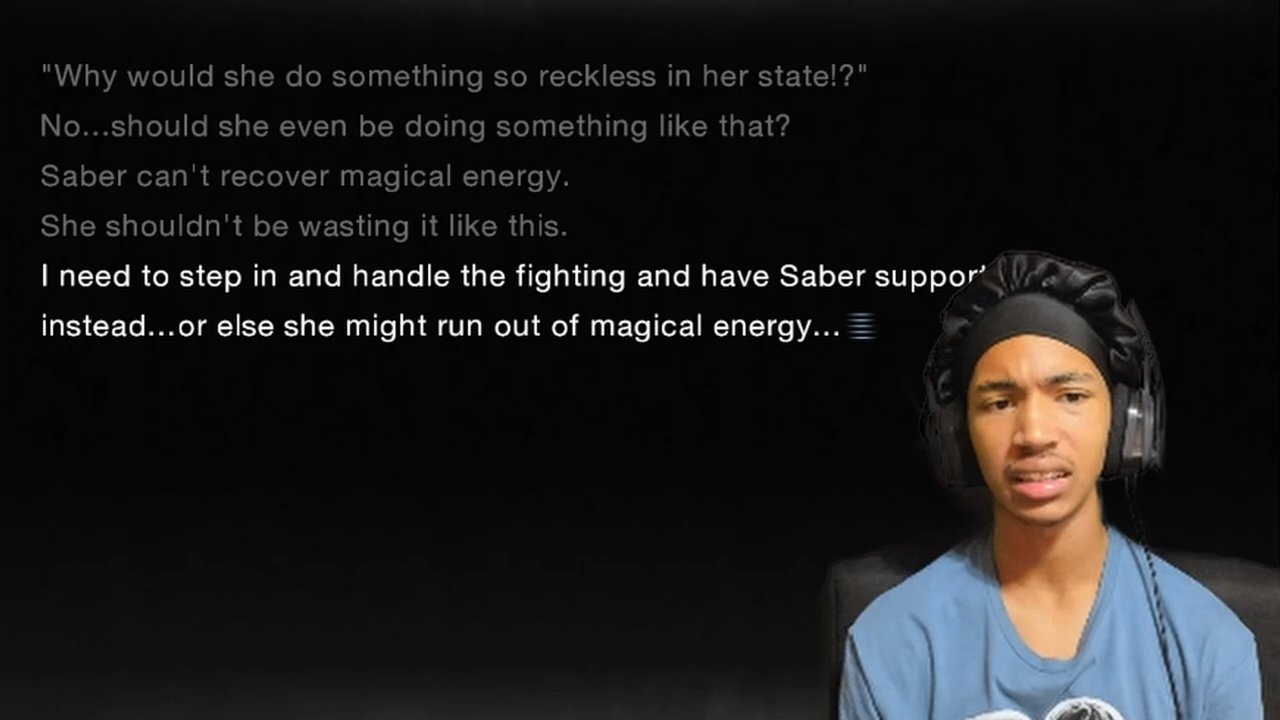 "Why would she do something so reckless in her state!?"
No...should she even be doing something like that?
Saber can't recover magical energy.
She shouldn't be wasting it like this.
I need to step in and handle the fighting and have Saber support
instead...or else she might run out of magical energy...